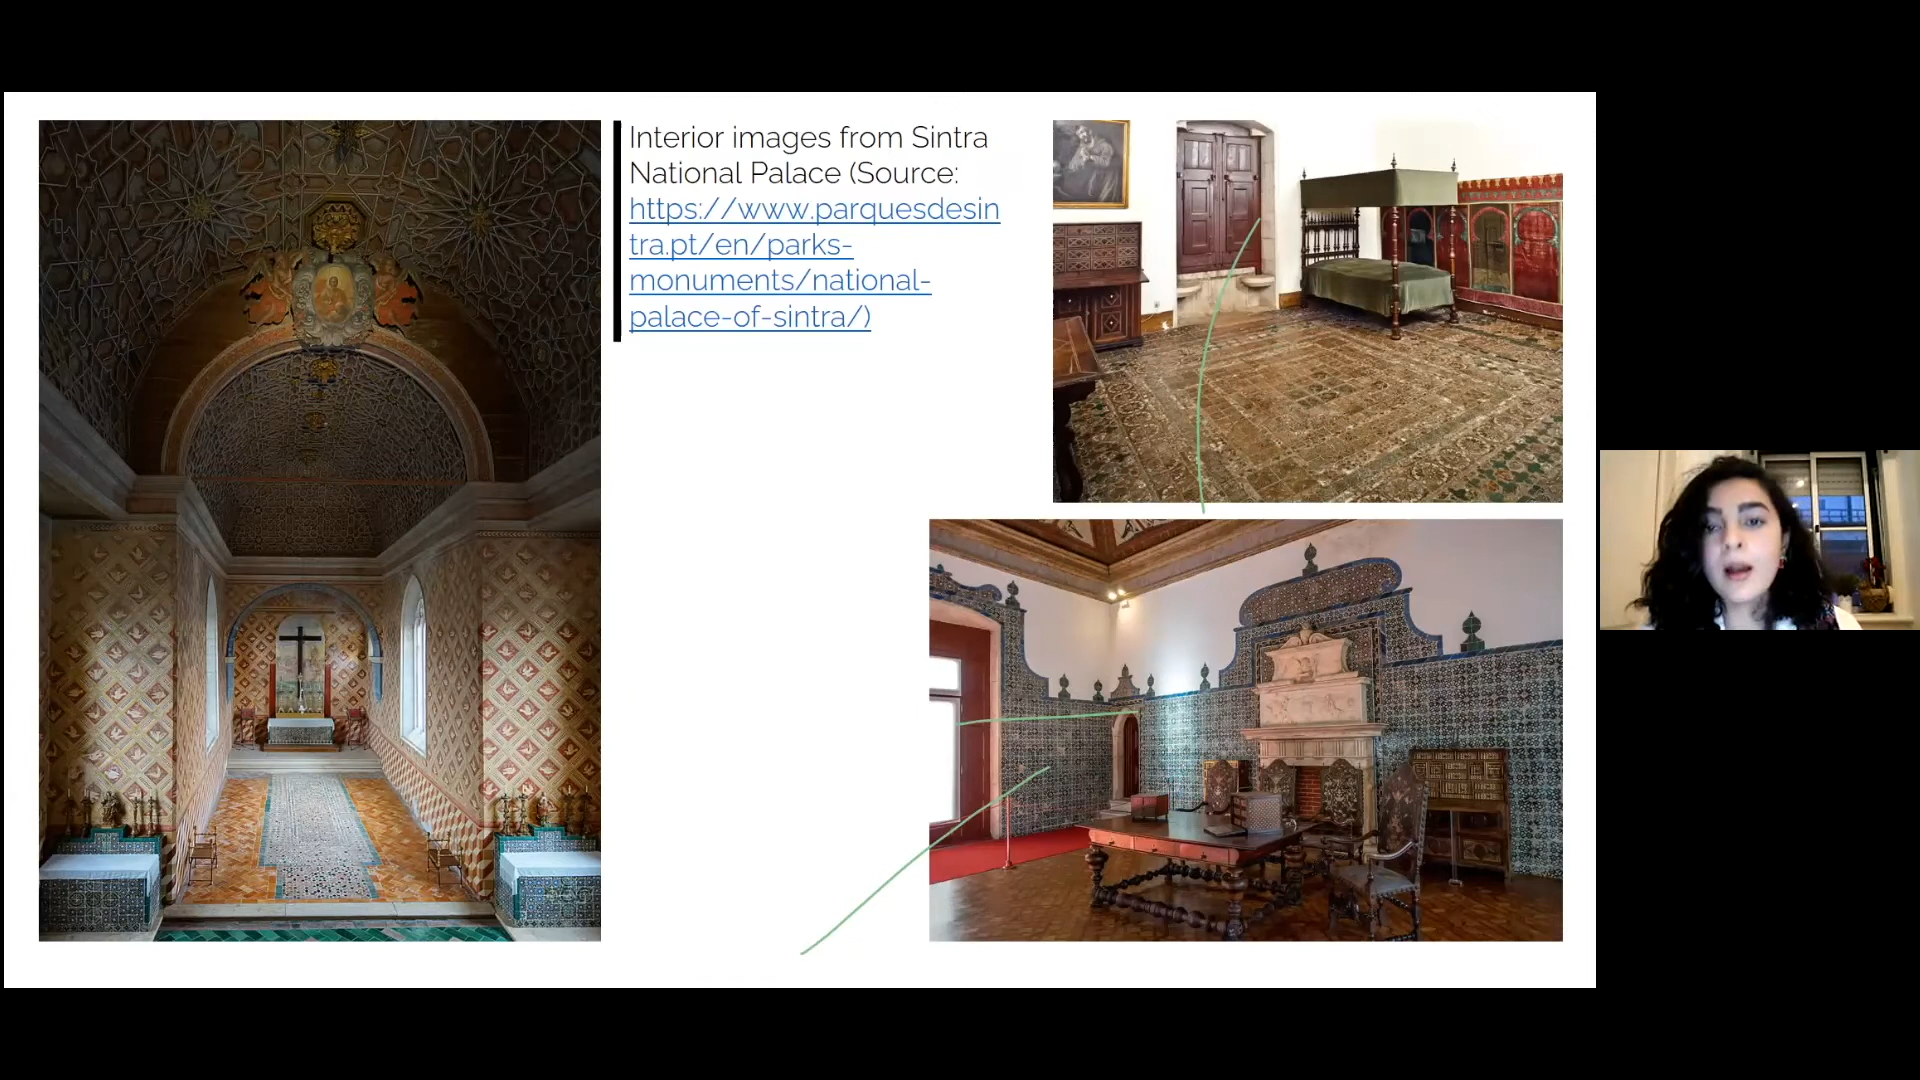 Interior images from Sintra
National Palace (Source:
https://www.parquesdesin
tra.pt/en/parks-
monuments/national-
palace-of-sintra/)